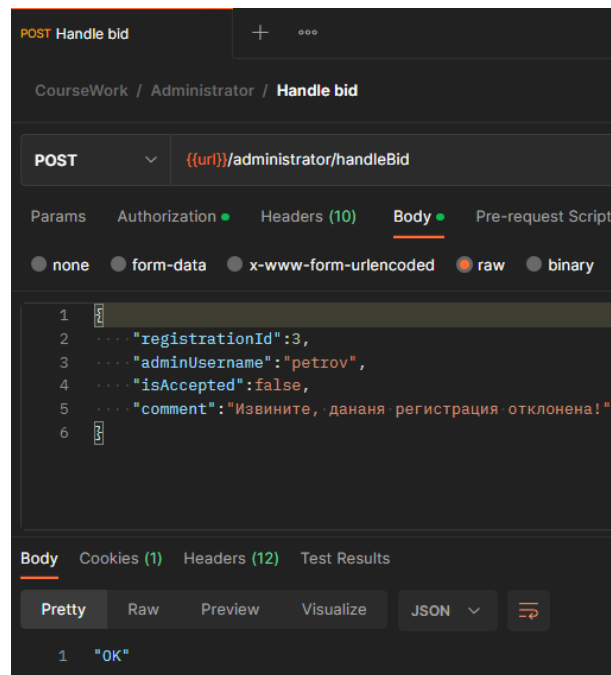 POST Handle bid
CourseWork / Administrator / Handle bid
POST {{url}}/administrator/handleBid
Params Authorization Headers (10) Body Pre-request Script
none form-data x-www-form-urlencoded raw binary
1 {
2 "registrationId":3,
3 "adminUsername":"petrov",
4 "isAccepted":false,
5 "comment":"Извините, дананя регистрация отклонена!"
6 }
Body Cookies (1) Headers (12) Test Results
Pretty Raw Preview Visualize JSON
1 "OK"